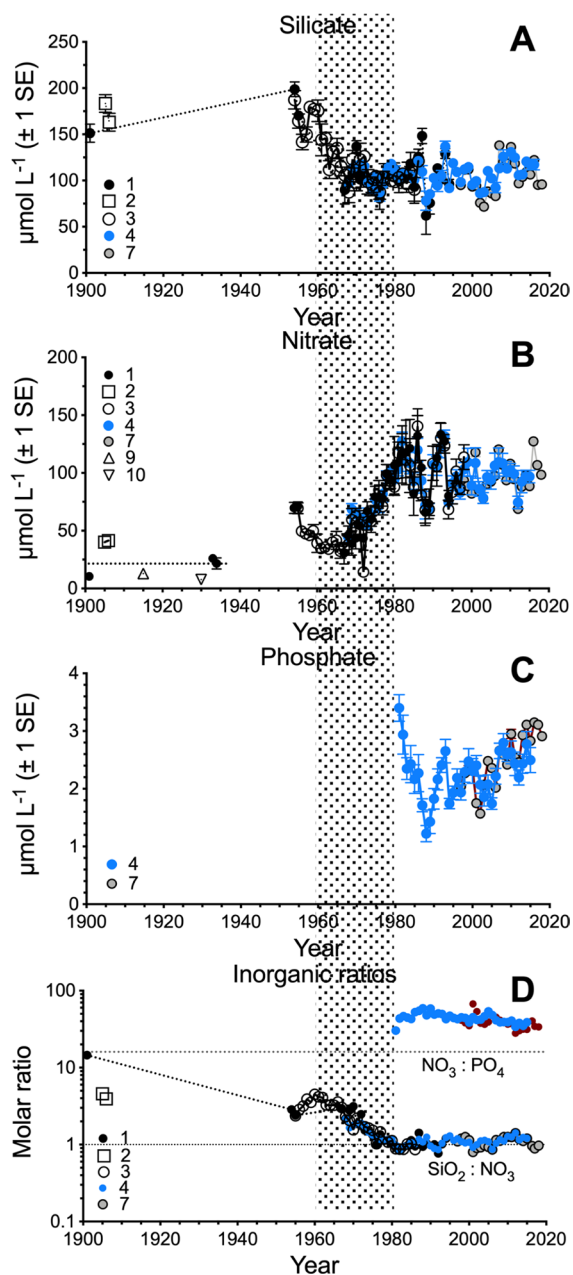 Silicate
A
250
200
150
100
50
0
µmol L⁻¹ (± 1 SE)
1
2
3
4
7
1900 1920 1940 1960 1980 2000 2020
Year
Nitrate
B
200
150
100
50
0
µmol L⁻¹ (± 1 SE)
1
2
3
4
7
9
10
1900 1920 1940 1960 1980 2000 2020
Year
Phosphate
C
4
3
2
1
0
µmol L⁻¹ (± 1 SE)
4
7
1900 1920 1940 1960 1980 2000 2020
Year
Inorganic ratios
D
100
10
1
0.1
Molar ratio
NO₃ : PO₄
SiO₂ : NO₃
1
2
3
4
7
1900 1920 1940 1960 1980 2000 2020
Year